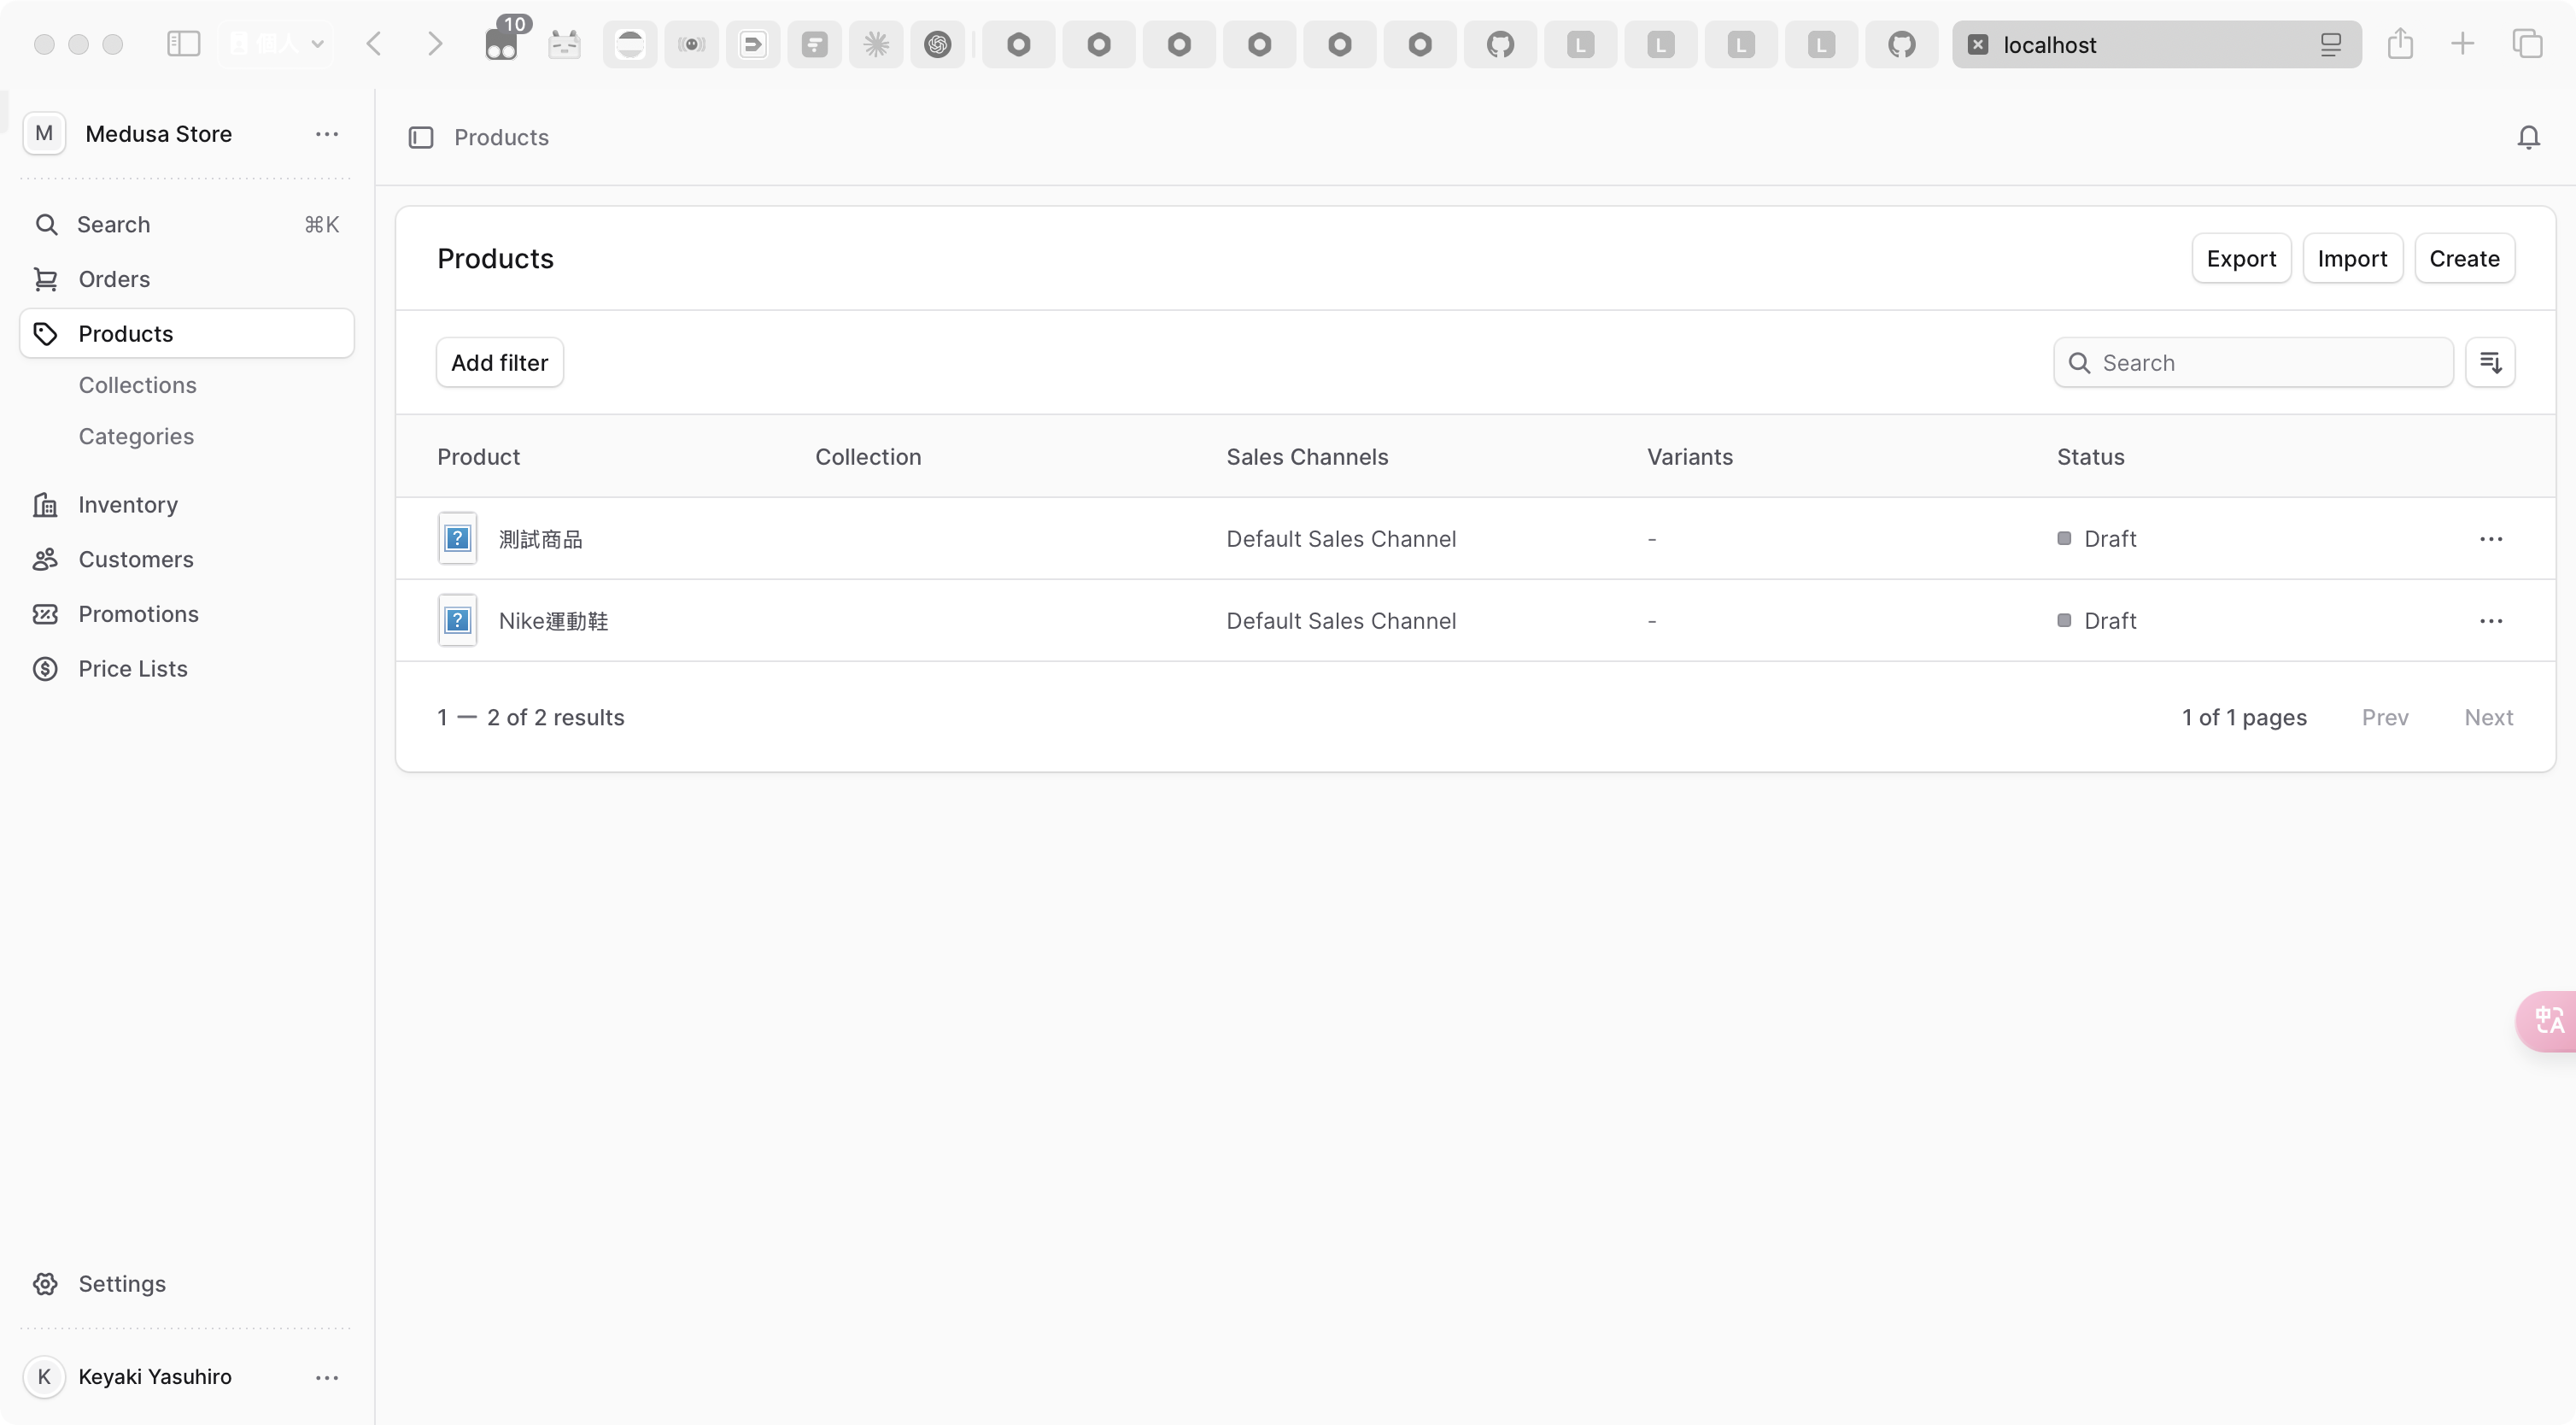 個人
10
L
L
L
L
localhost
M
Medusa Store
Products
Search
⌘K
Orders
Products
Collections
Categories
Inventory
Customers
Promotions
Price Lists
Settings
K
Keyaki Yasuhiro
Products
Export
Import
Create
Add filter
Search
Product
Collection
Sales Channels
Variants
Status
測試商品
Default Sales Channel
-
Draft
Nike運動鞋
Default Sales Channel
-
Draft
1 — 2 of 2 results
1 of 1 pages
Prev
Next
中A